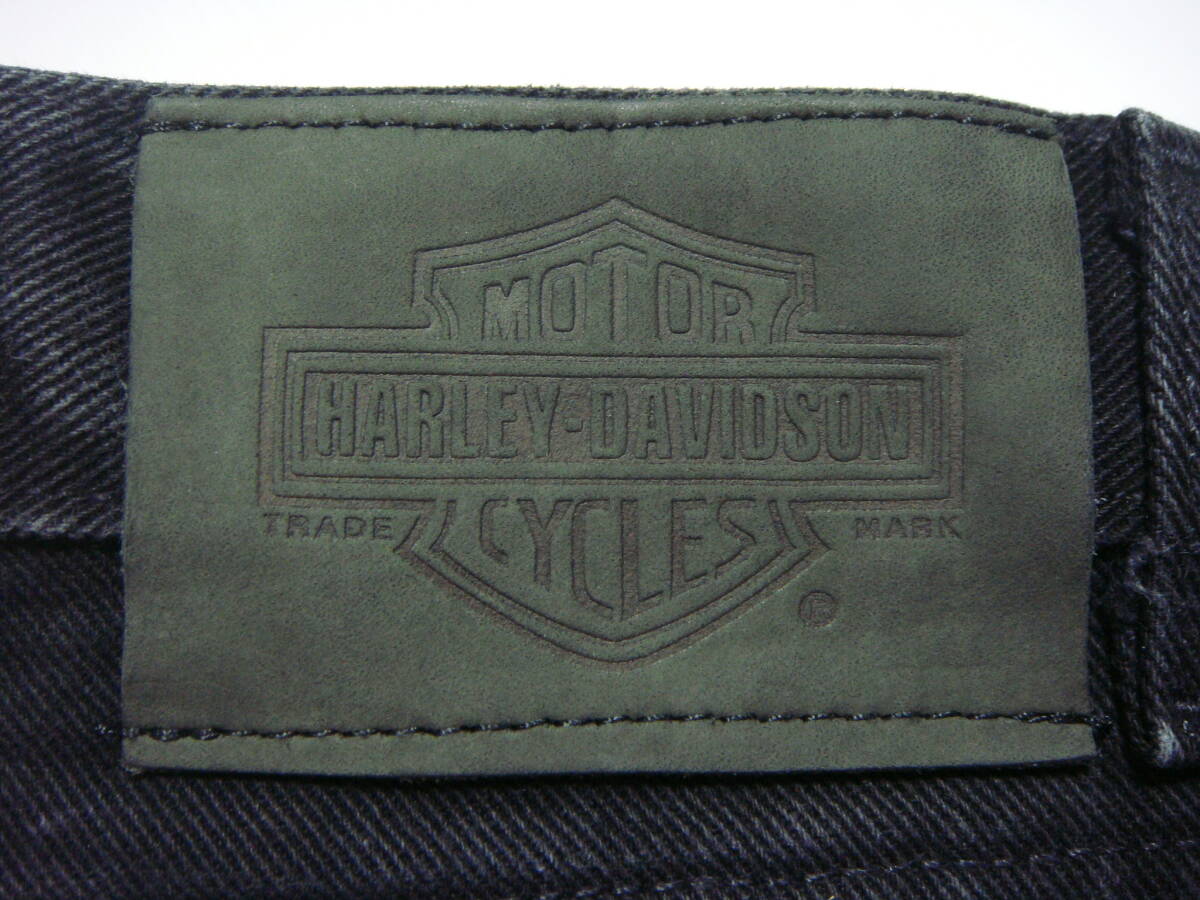 MOTOR
HARLEY-DAVIDSON
TRADE MARK
CYCLES
®